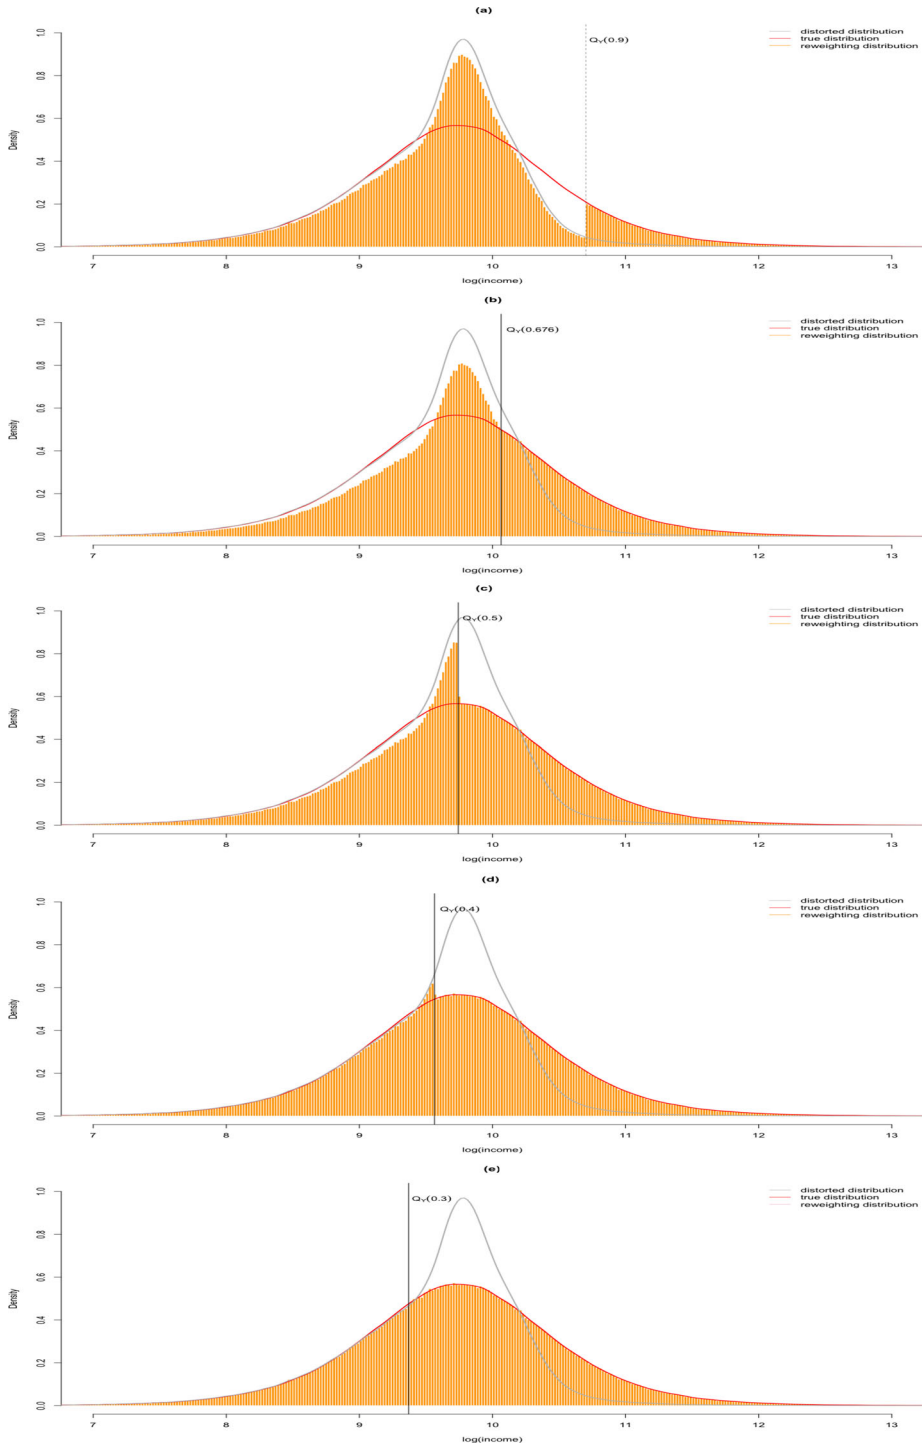 (a)
Q_Y(0.9)
distorted distribution
true distribution
reweighting distribution
Density
0.0 0.2 0.4 0.6 0.8 1.0
7 8 9 10 11 12 13
log(income)
(b)
Q_Y(0.676)
distorted distribution
true distribution
reweighting distribution
Density
0.0 0.2 0.4 0.6 0.8 1.0
7 8 9 10 11 12 13
log(income)
(c)
Q_Y(0.5)
distorted distribution
true distribution
reweighting distribution
Density
0.0 0.2 0.4 0.6 0.8 1.0
7 8 9 10 11 12 13
log(income)
(d)
Q_Y(0.4)
distorted distribution
true distribution
reweighting distribution
Density
0.0 0.2 0.4 0.6 0.8 1.0
7 8 9 10 11 12 13
log(income)
(e)
Q_Y(0.3)
distorted distribution
true distribution
reweighting distribution
Density
0.0 0.2 0.4 0.6 0.8 1.0
7 8 9 10 11 12 13
log(income)